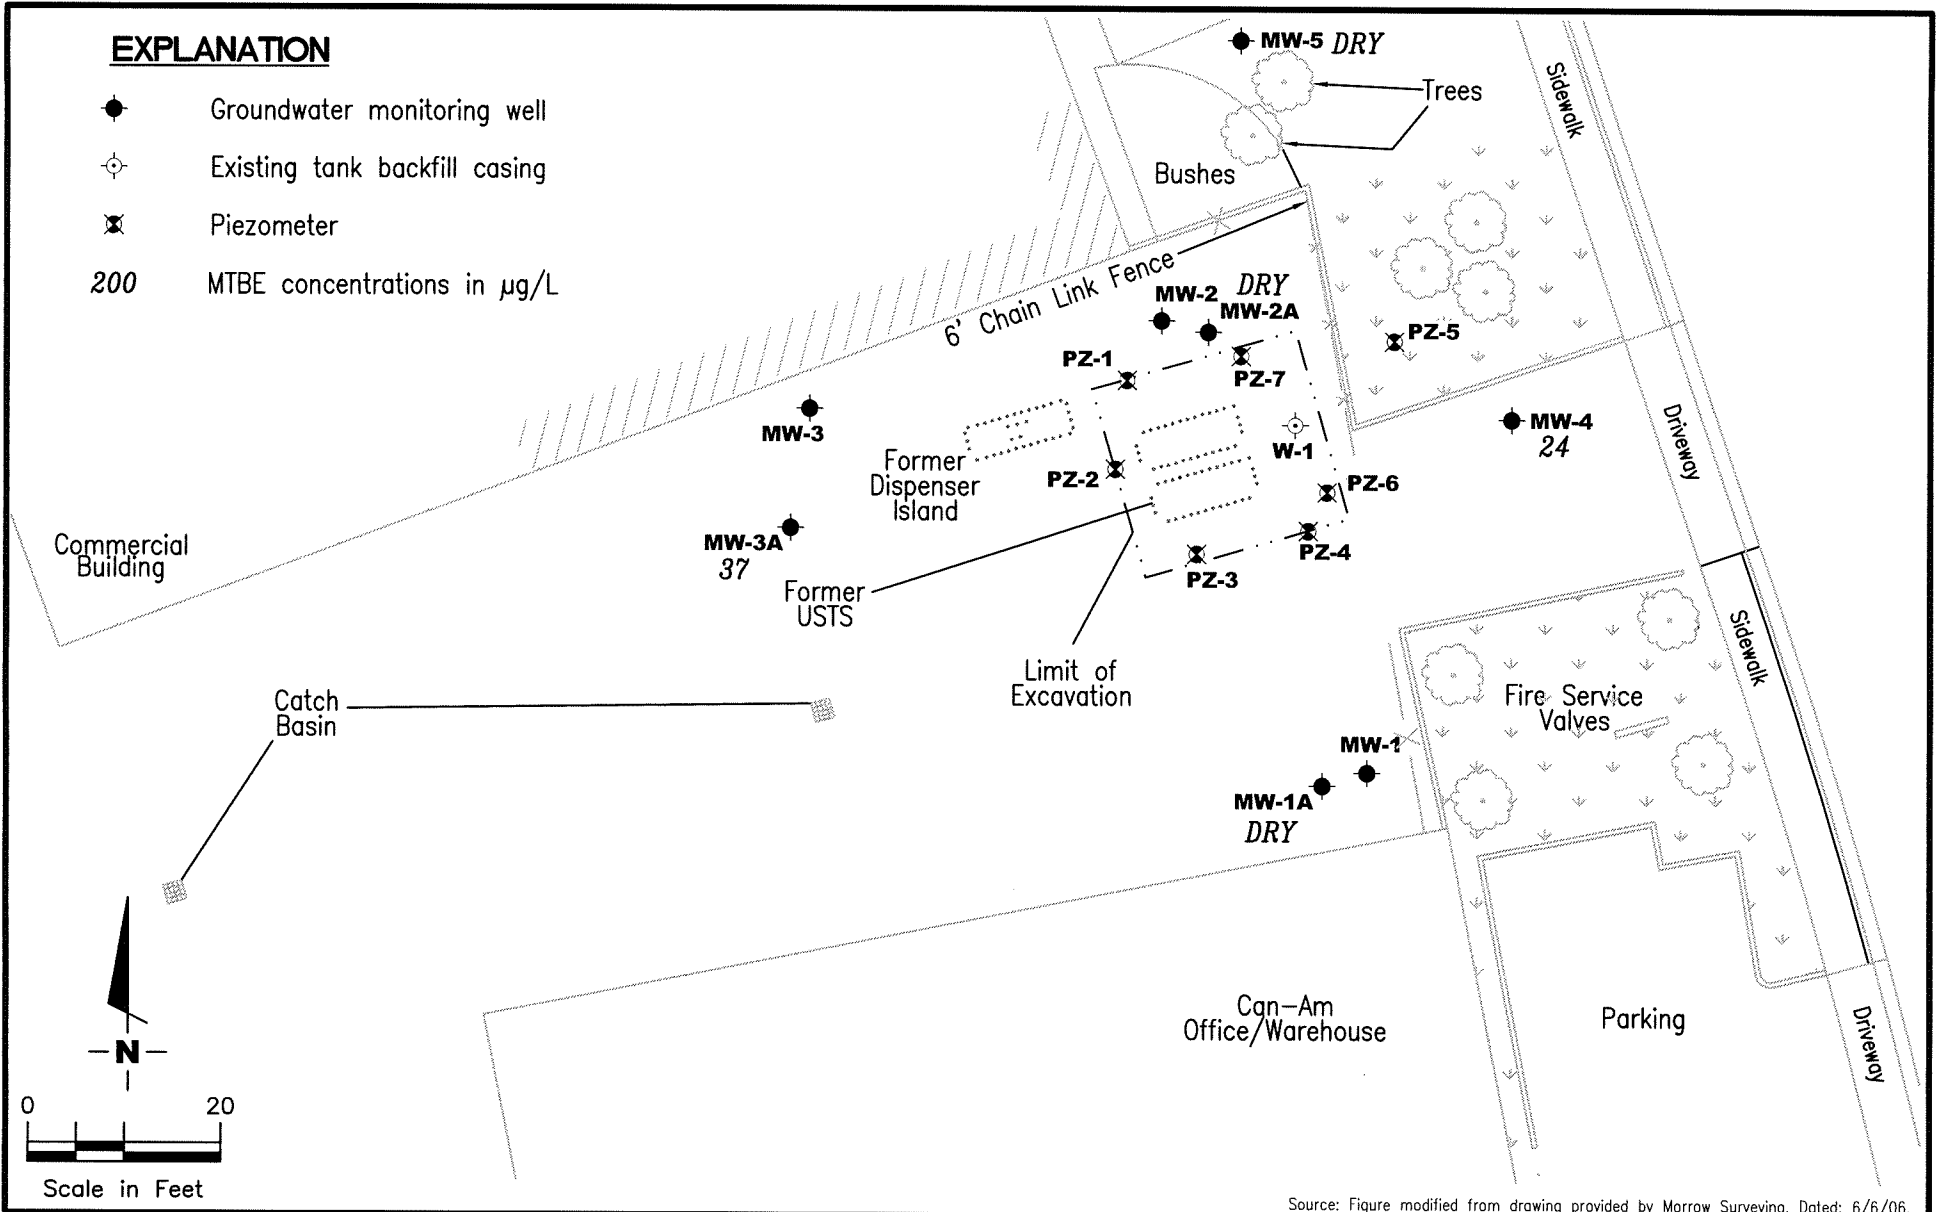 EXPLANATION
Groundwater monitoring well
Existing tank backfill casing
Piezometer
200 MTBE concentrations in µg/L
MW-5 DRY
Trees
Sidewalk
Bushes
6' Chain Link Fence
MW-2
DRY
MW-2A
PZ-1
PZ-7
PZ-5
MW-3
MW-4
24
Driveway
Former
Dispenser
Island
W-1
PZ-2
PZ-6
Commercial
Building
MW-3A
37
PZ-4
PZ-3
Former
USTS
Limit of
Excavation
Sidewalk
Catch
Basin
Fire Service
Valves
MW-1
MW-1A
DRY
Can-Am
Office/Warehouse
Parking
Driveway
N
0 20
Scale in Feet
Source: Figure modified from drawing provided by Morrow Surveying. Dated: 6/6/06.